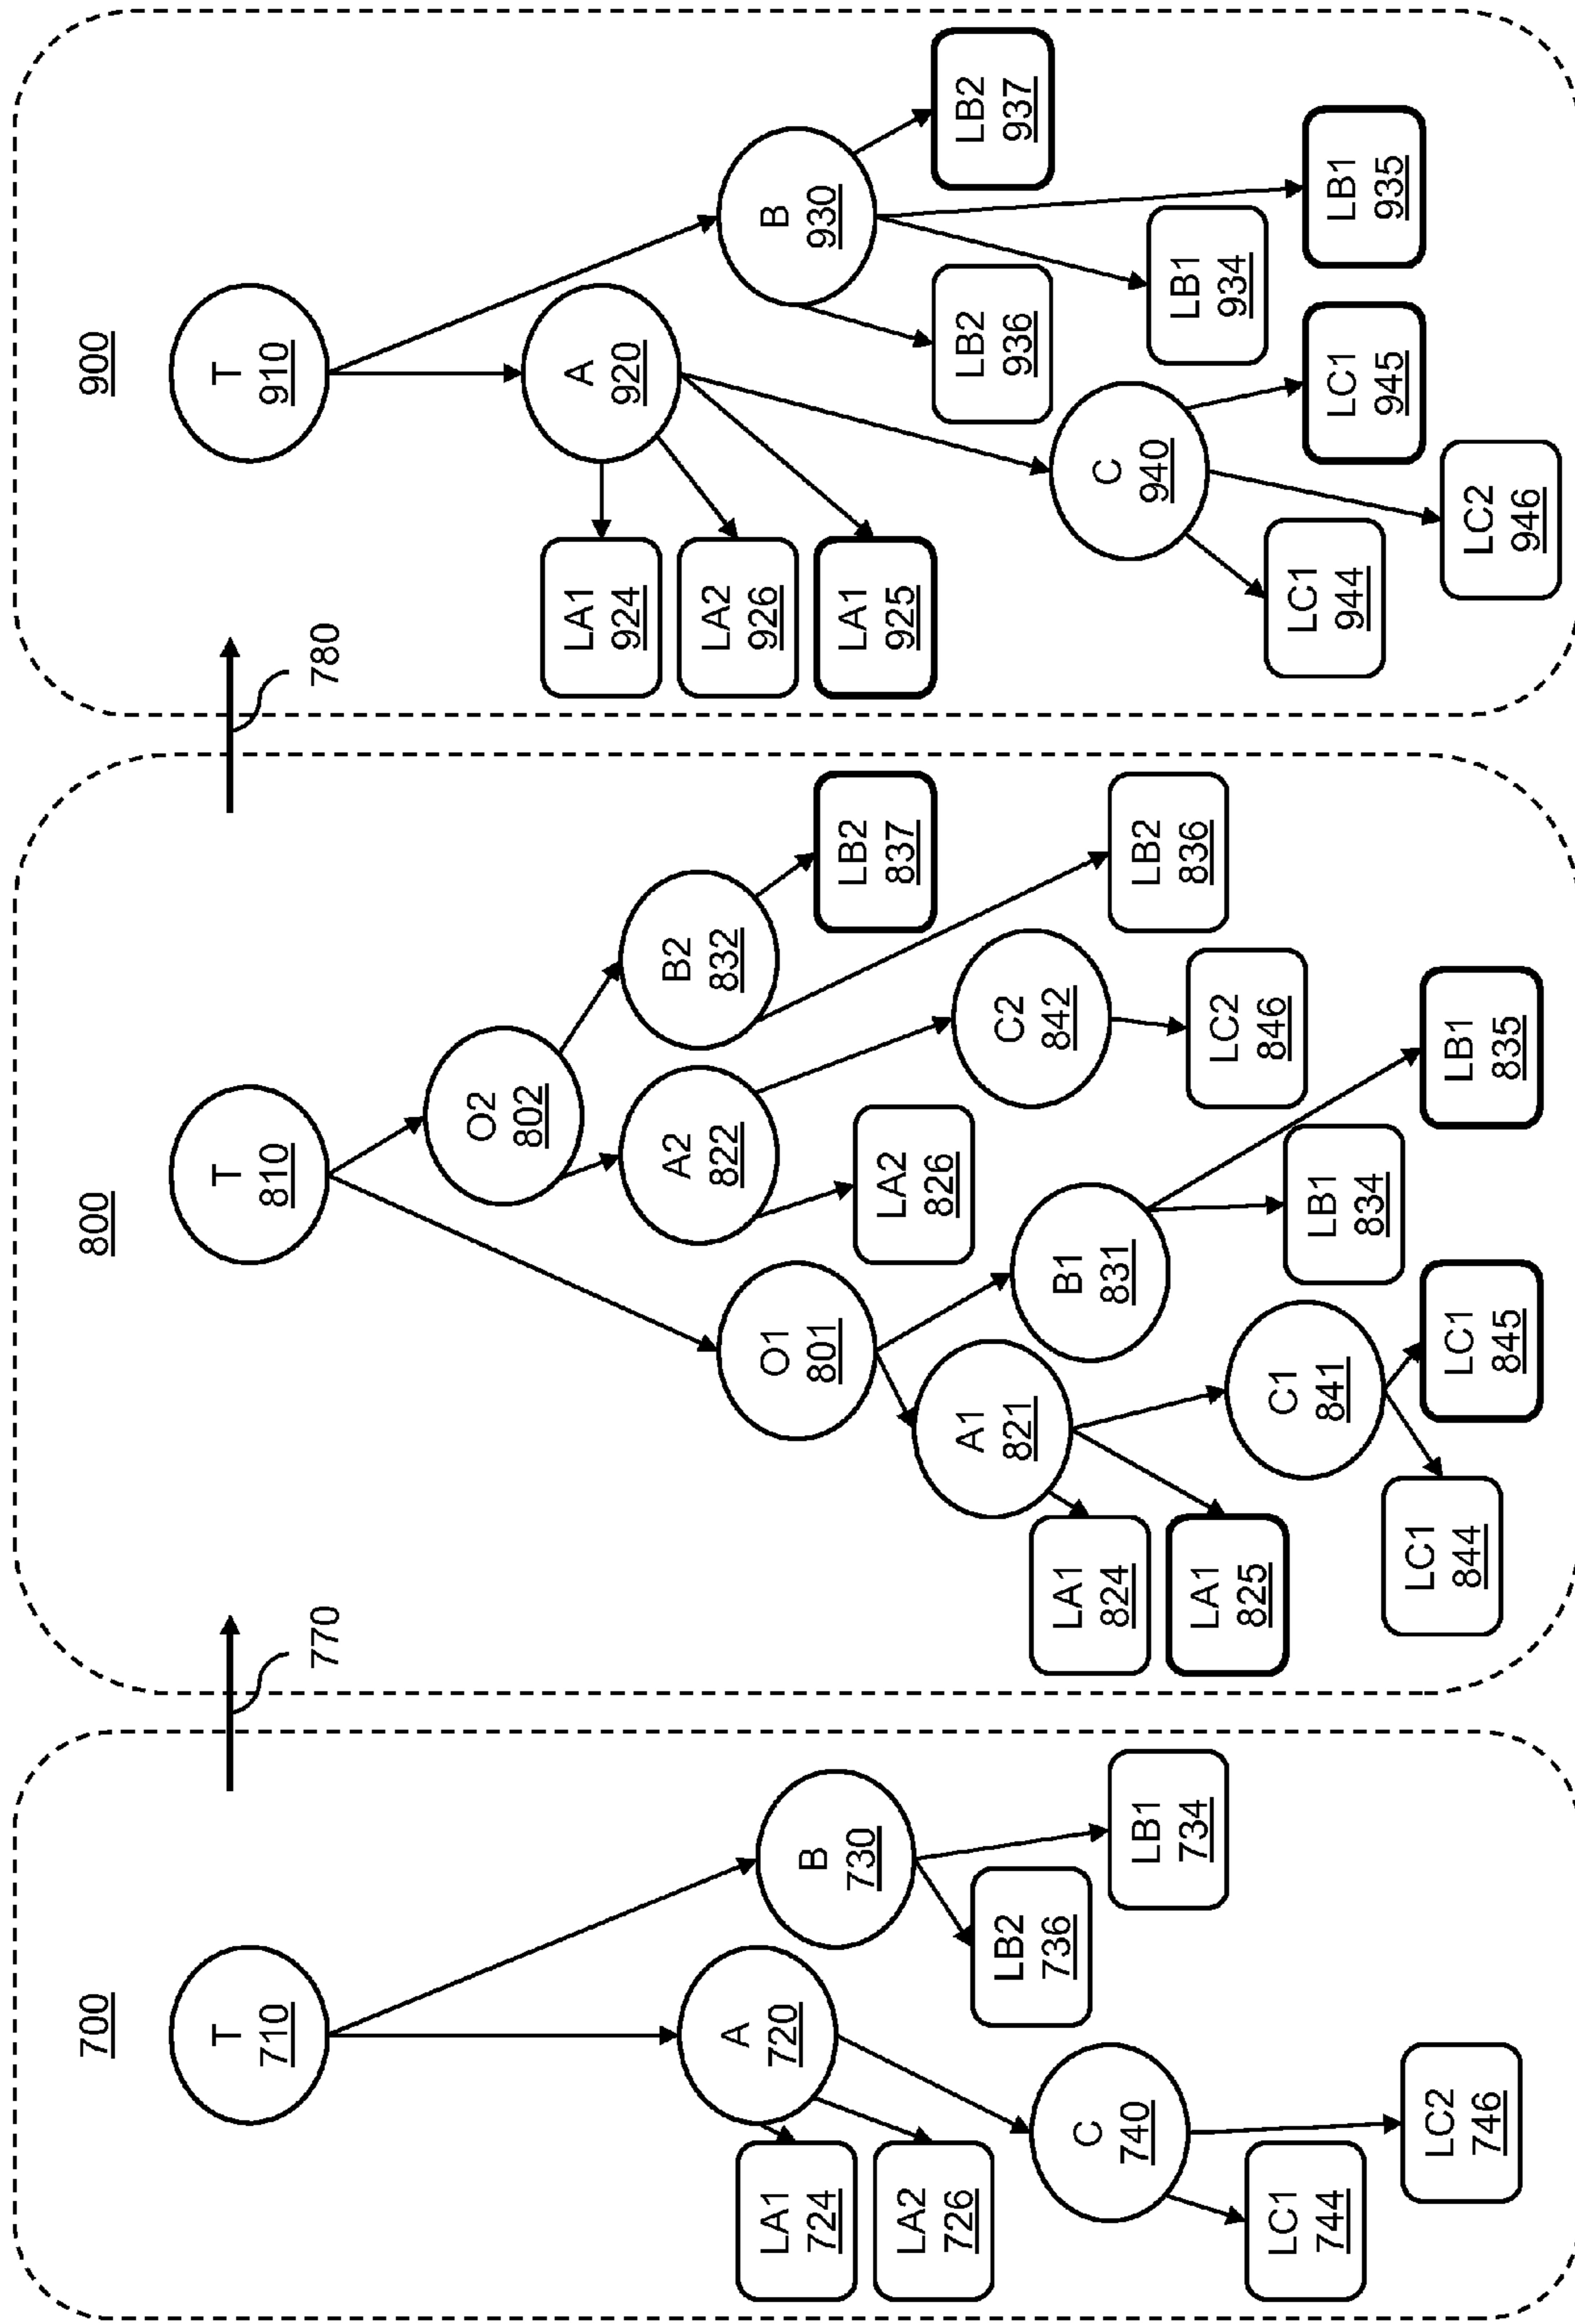 700
T
710
A
720
B
730
LA1
724
LA2
726
LB2
736
LB1
734
C
740
LC1
744
LC2
746
770
800
T
810
O2
802
O1
801
A2
822
B2
832
LB2
837
LA2
826
C2
842
LB2
836
A1
821
B1
831
LC2
846
LA1
824
LA1
825
C1
841
LB1
834
LB1
835
LC1
844
LC1
845
780
900
T
910
A
920
B
930
LA1
924
LA2
926
LA1
925
LB2
936
LB2
937
C
940
LB1
934
LB1
935
LC1
944
LC1
945
LC2
946